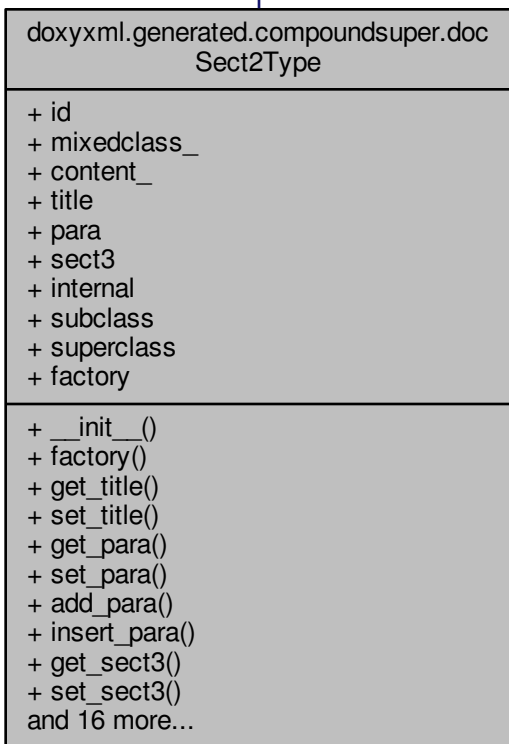 doxyxml.generated.compoundsuper.doc
Sect2Type
+ id
+ mixedclass_
+ content_
+ title
+ para
+ sect3
+ internal
+ subclass
+ superclass
+ factory
+ __init__()
+ factory()
+ get_title()
+ set_title()
+ get_para()
+ set_para()
+ add_para()
+ insert_para()
+ get_sect3()
+ set_sect3()
and 16 more...